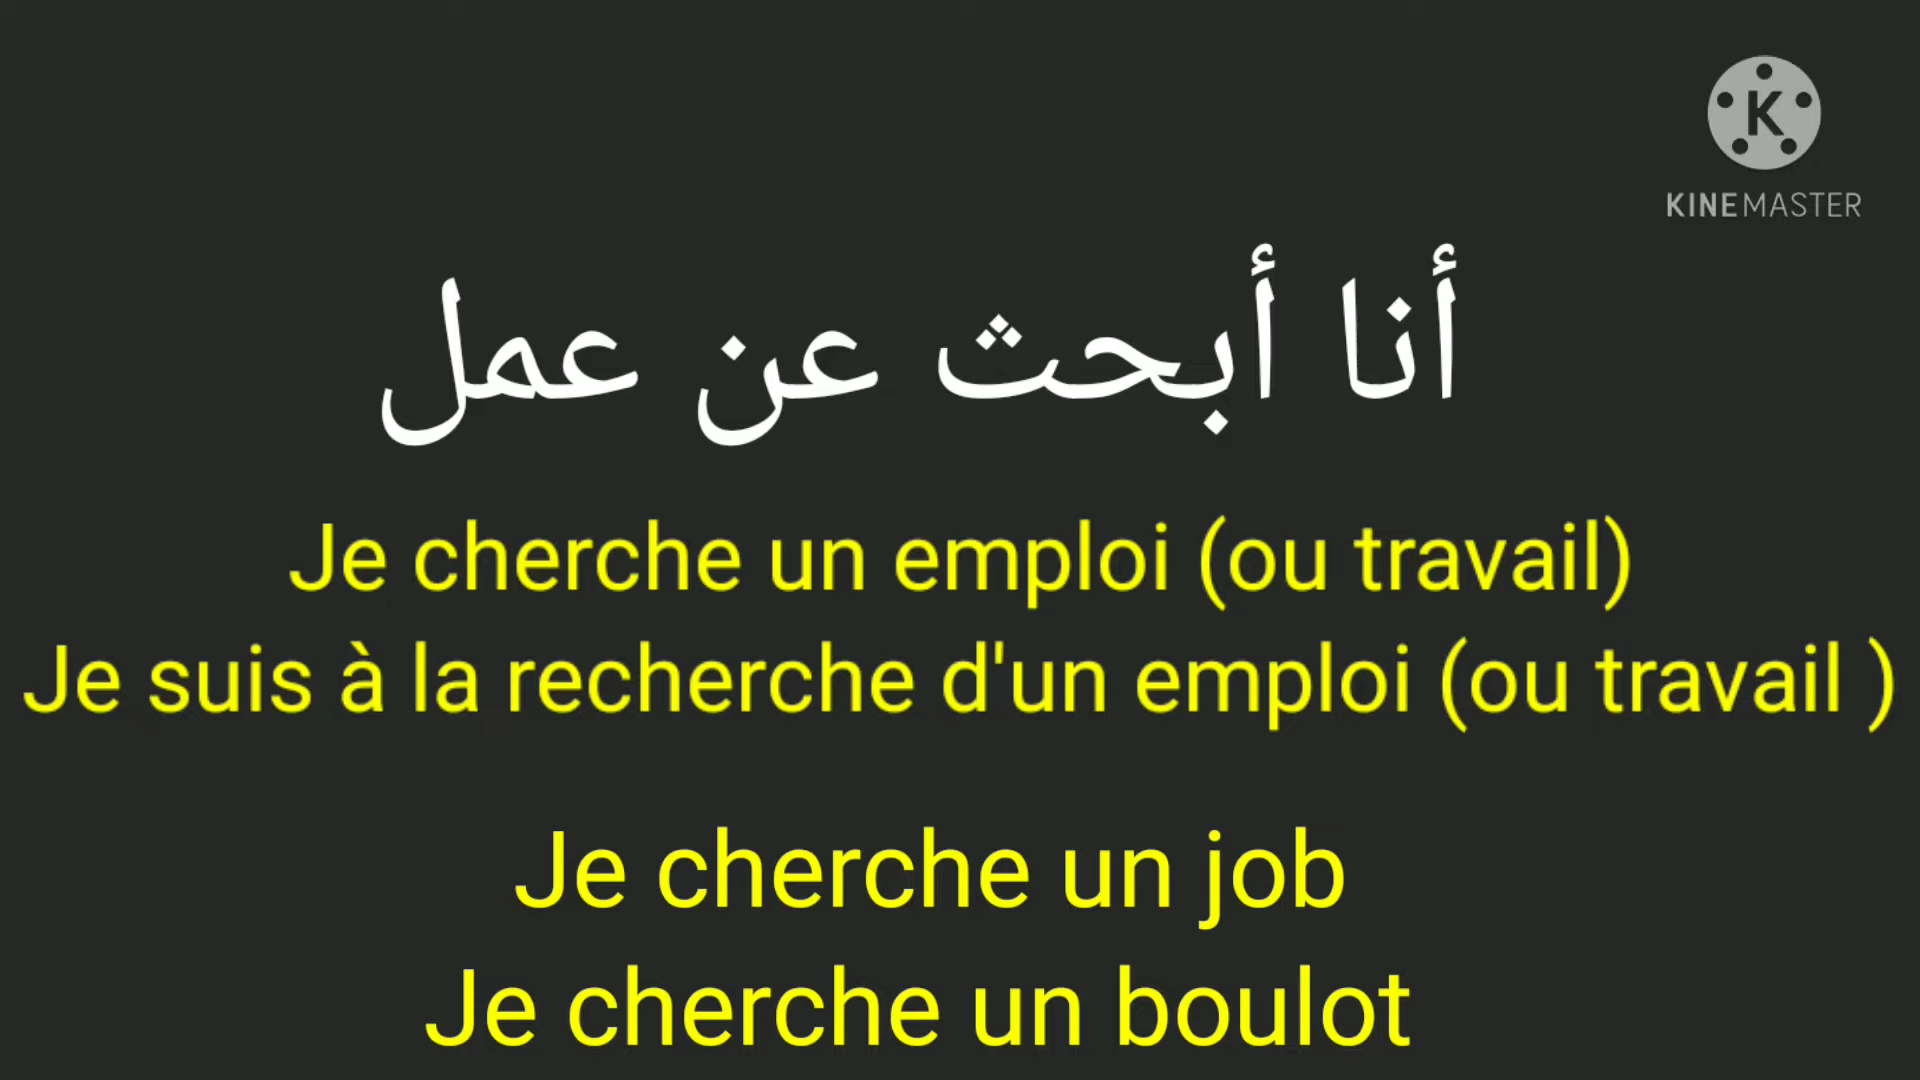 K
KINEMASTER
أنا أبحث عن عمل
Je cherche un emploi (ou travail)
Je suis à la recherche d'un emploi (ou travail )
Je cherche un job
Je cherche un boulot